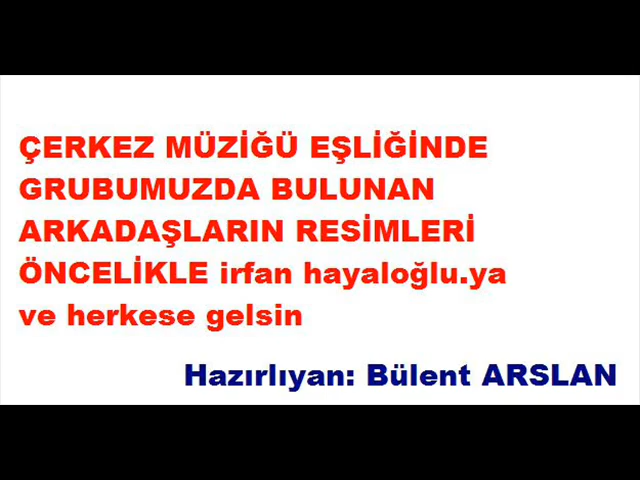 ÇERKEZ MÜZİĞÜ EŞLİĞİNDE
GRUBUMUZDA BULUNAN
ARKADAŞLARIN RESİMLERİ
ÖNCELİKLE irfan hayaloğlu.ya
ve herkese gelsin
Hazırlıyan: Bülent ARSLAN